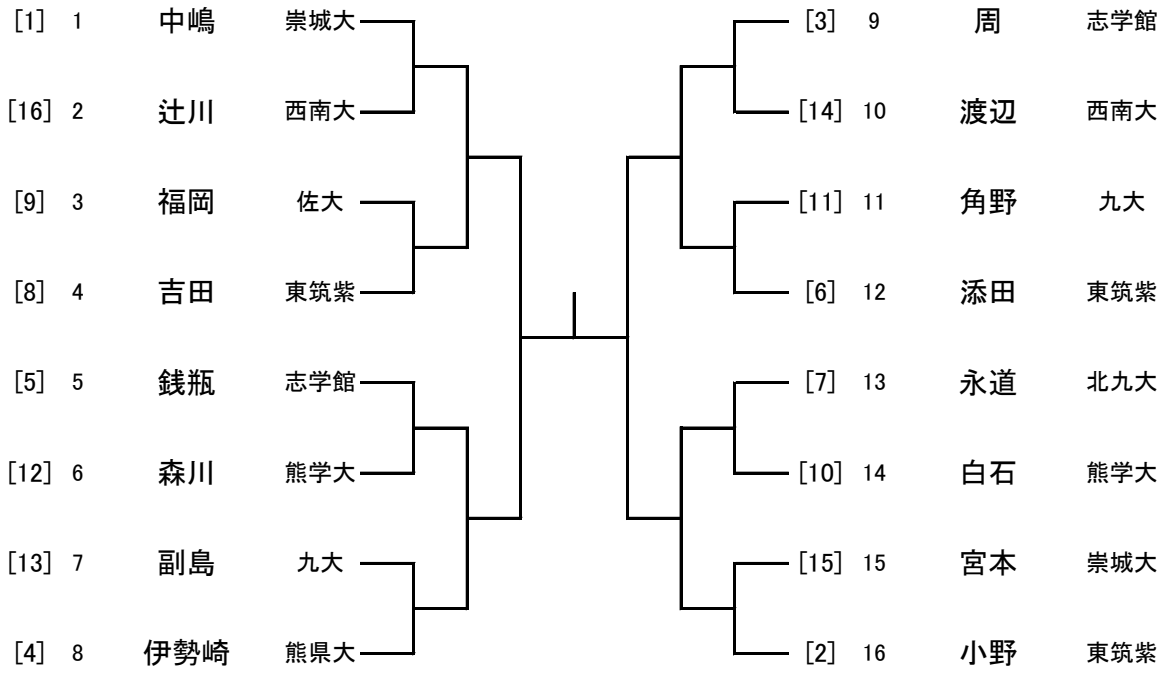 [1] 1 中嶋 崇城大
[16] 2 辻川 西南大
[9] 3 福岡 佐大
[8] 4 吉田 東筑紫
[5] 5 銭瓶 志学館
[12] 6 森川 熊学大
[13] 7 副島 九大
[4] 8 伊勢崎 熊県大
[3] 9 周 志学館
[14] 10 渡辺 西南大
[11] 11 角野 九大
[6] 12 添田 東筑紫
[7] 13 永道 北九大
[10] 14 白石 熊学大
[15] 15 宮本 崇城大
[2] 16 小野 東筑紫